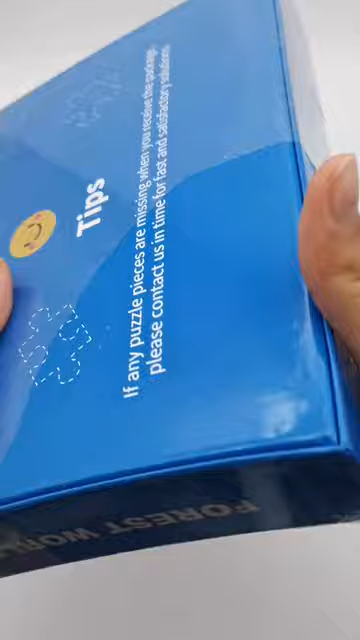 Tips
If any puzzle pieces are missing when you receive the package,
please contact us in time for fast and satisfactory solutions
FOREST